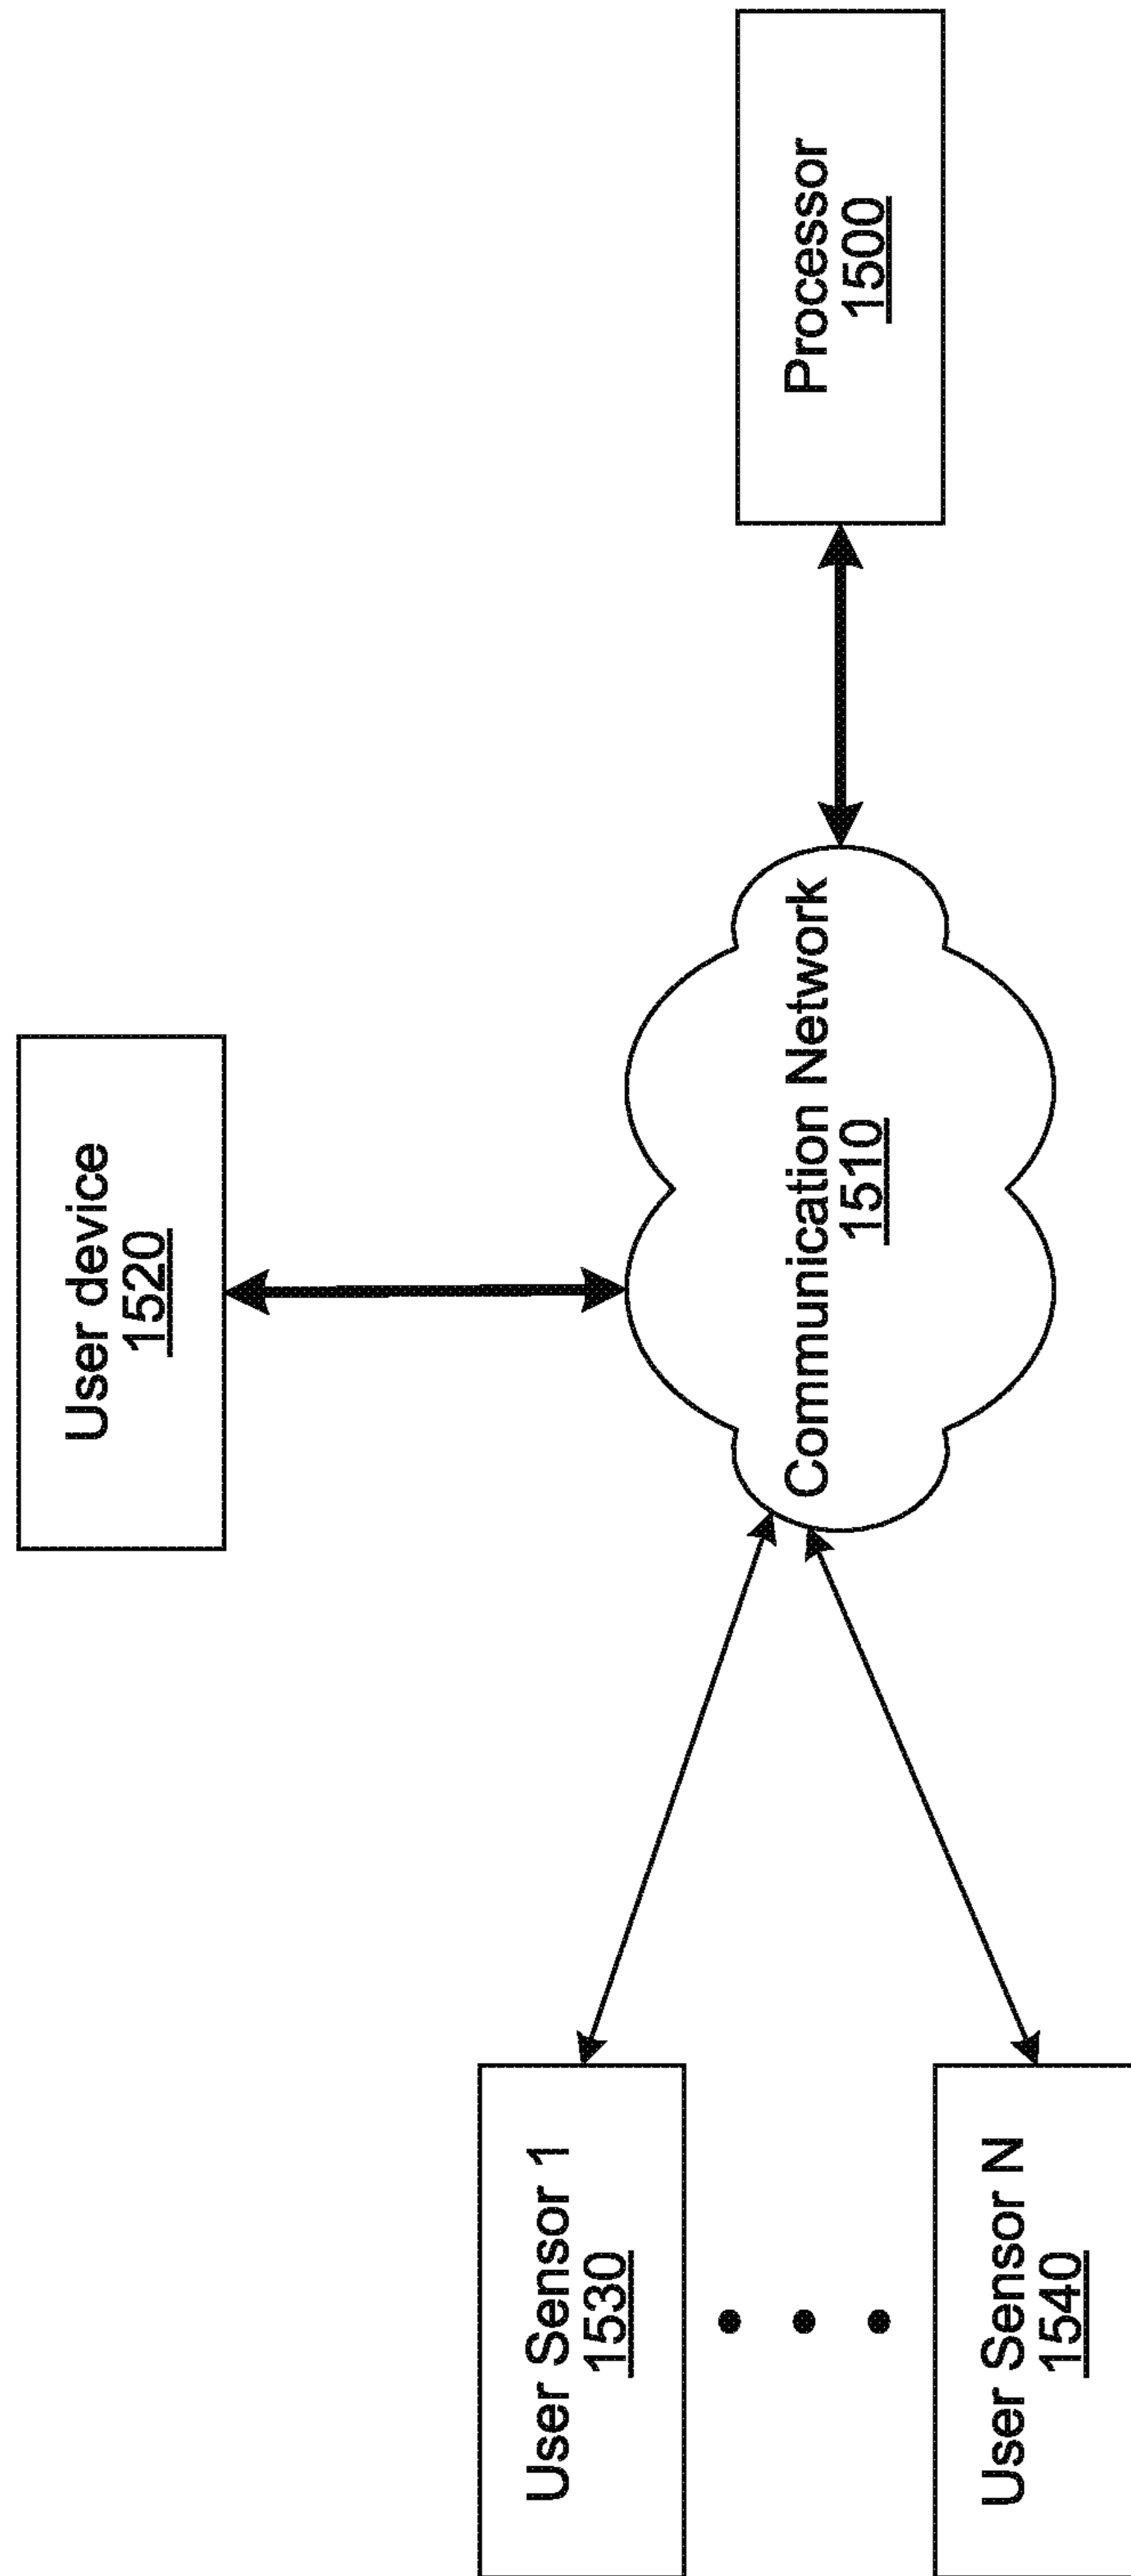 User device
1520
User Sensor 1
1530
User Sensor N
1540
Communication Network
1510
Processor
1500